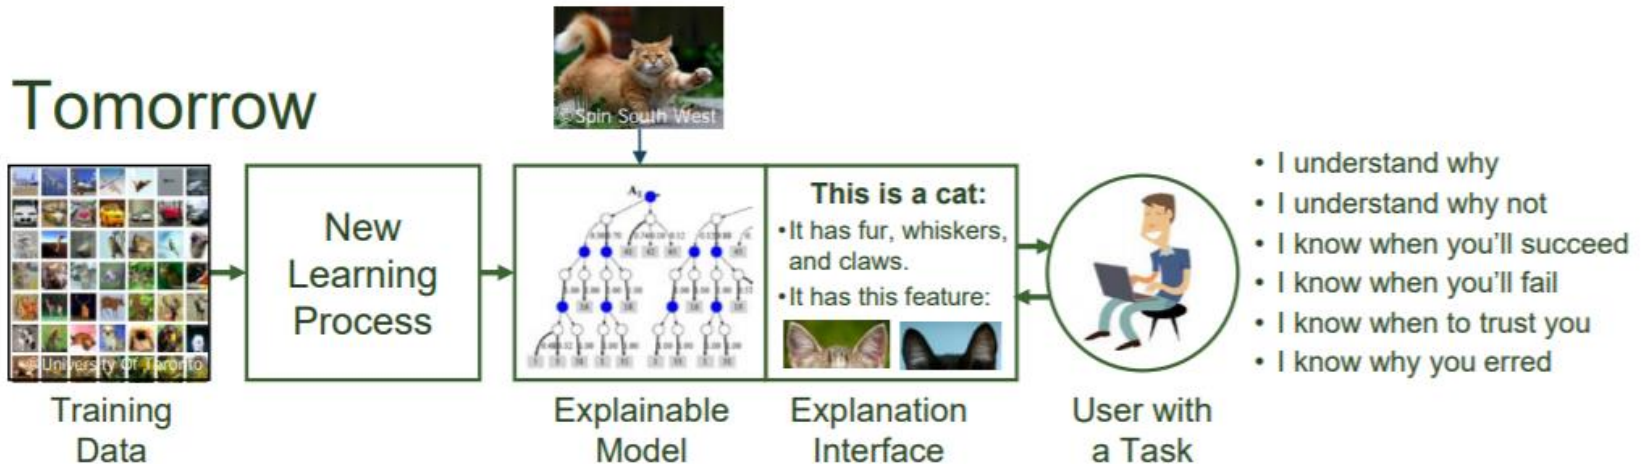 ©Spin South West
Tomorrow
©University Of Toronto
New
Learning
Process
A₁
This is a cat:
•It has fur, whiskers,
and claws.
•It has this feature:
• I understand why
• I understand why not
• I know when you’ll succeed
• I know when you’ll fail
• I know when to trust you
• I know why you erred
Training
Data
Explainable
Model
Explanation
Interface
User with
a Task